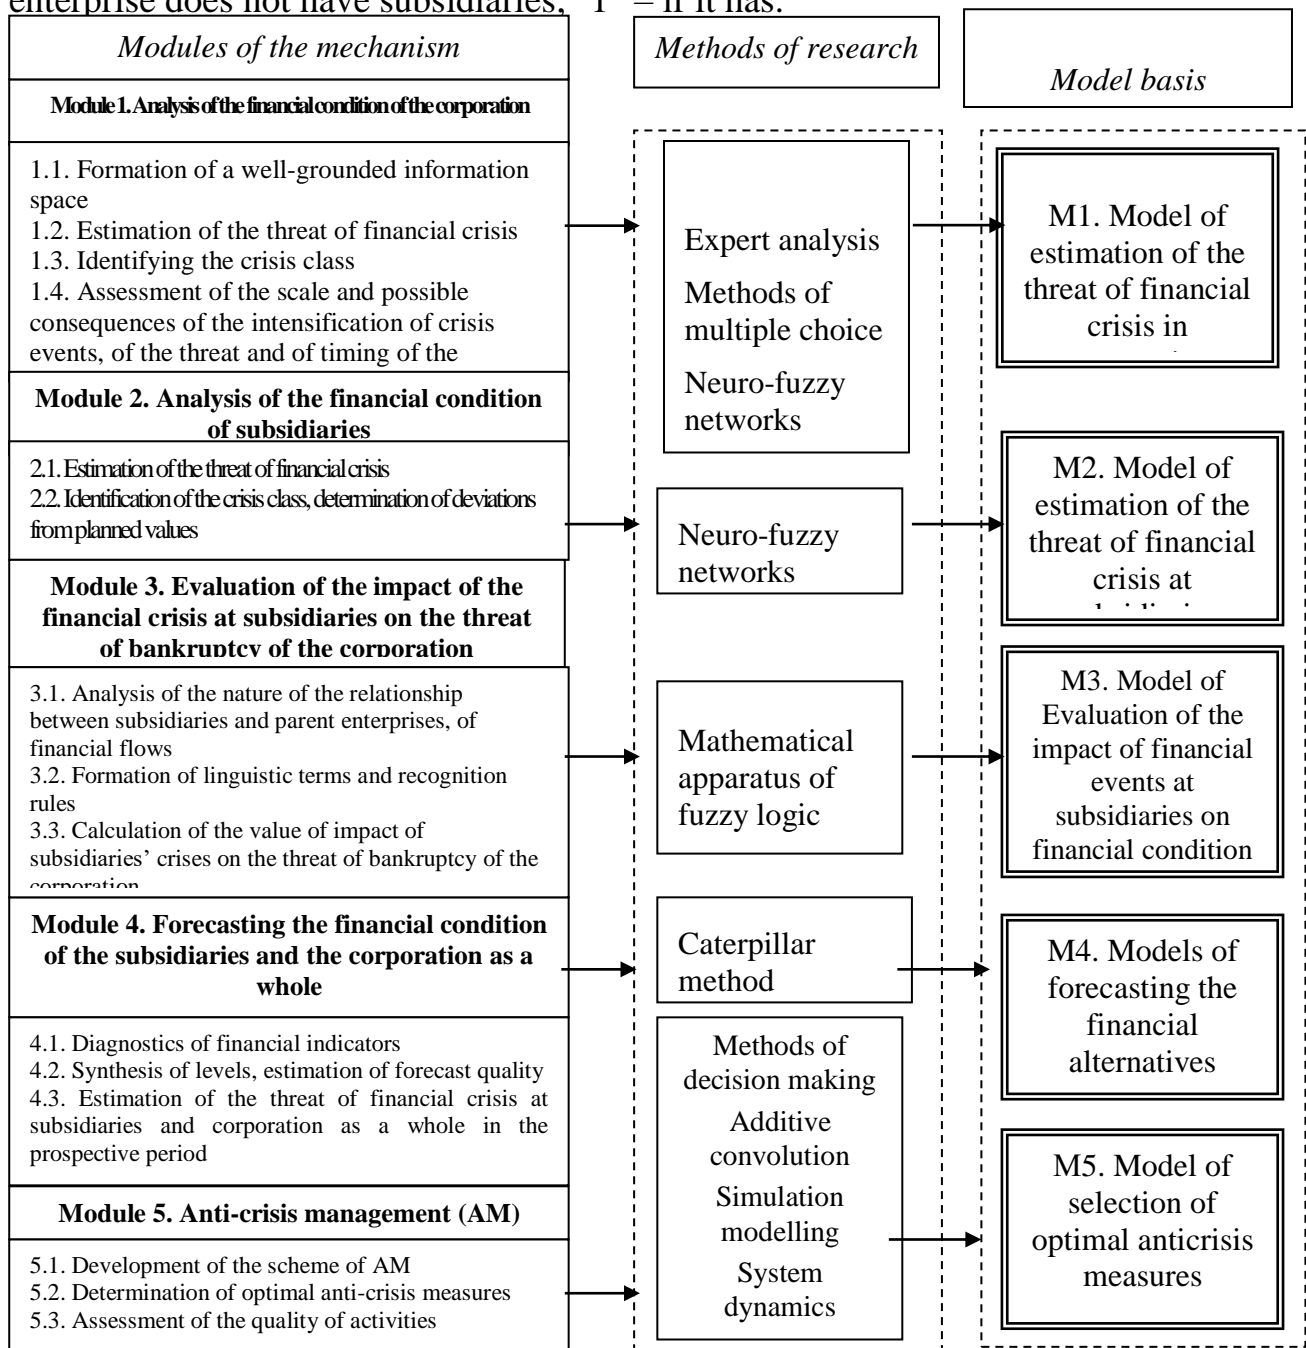 enterprise does not have subsidiaries, "1" – if it has.
Modules of the mechanism
Methods of research
Model basis
Module 1. Analysis of the financial condition of the corporation
1.1. Formation of a well-grounded information
space
1.2. Estimation of the threat of financial crisis
1.3. Identifying the crisis class
1.4. Assessment of the scale and possible
consequences of the intensification of crisis
events, of the threat and of timing of the
Expert analysis
Methods of
multiple choice
Neuro-fuzzy
networks
M1. Model of
estimation of the
threat of financial
crisis in
Module 2. Analysis of the financial condition
of subsidiaries
2.1. Estimation of the threat of financial crisis
2.2. Identification of the crisis class, determination of deviations
from planned values
Neuro-fuzzy
networks
M2. Model of
estimation of the
threat of financial
crisis at
Module 3. Evaluation of the impact of the
financial crisis at subsidiaries on the threat
of bankruptcy of the corporation
3.1. Analysis of the nature of the relationship
between subsidiaries and parent enterprises, of
financial flows
3.2. Formation of linguistic terms and recognition
rules
3.3. Calculation of the value of impact of
subsidiaries’ crises on the threat of bankruptcy of the
corporation
Mathematical
apparatus of
fuzzy logic
M3. Model of
Evaluation of the
impact of financial
events at
subsidiaries on
financial condition
Module 4. Forecasting the financial condition
of the subsidiaries and the corporation as a
whole
4.1. Diagnostics of financial indicators
4.2. Synthesis of levels, estimation of forecast quality
4.3. Estimation of the threat of financial crisis at
subsidiaries and corporation as a whole in the
prospective period
Caterpillar
method
M4. Models of
forecasting the
financial
alternatives
Module 5. Anti-crisis management (AM)
5.1. Development of the scheme of AM
5.2. Determination of optimal anti-crisis measures
5.3. Assessment of the quality of activities
Methods of
decision making
Additive
convolution
Simulation
modelling
System
dynamics
M5. Model of
selection of
optimal anticrisis
measures